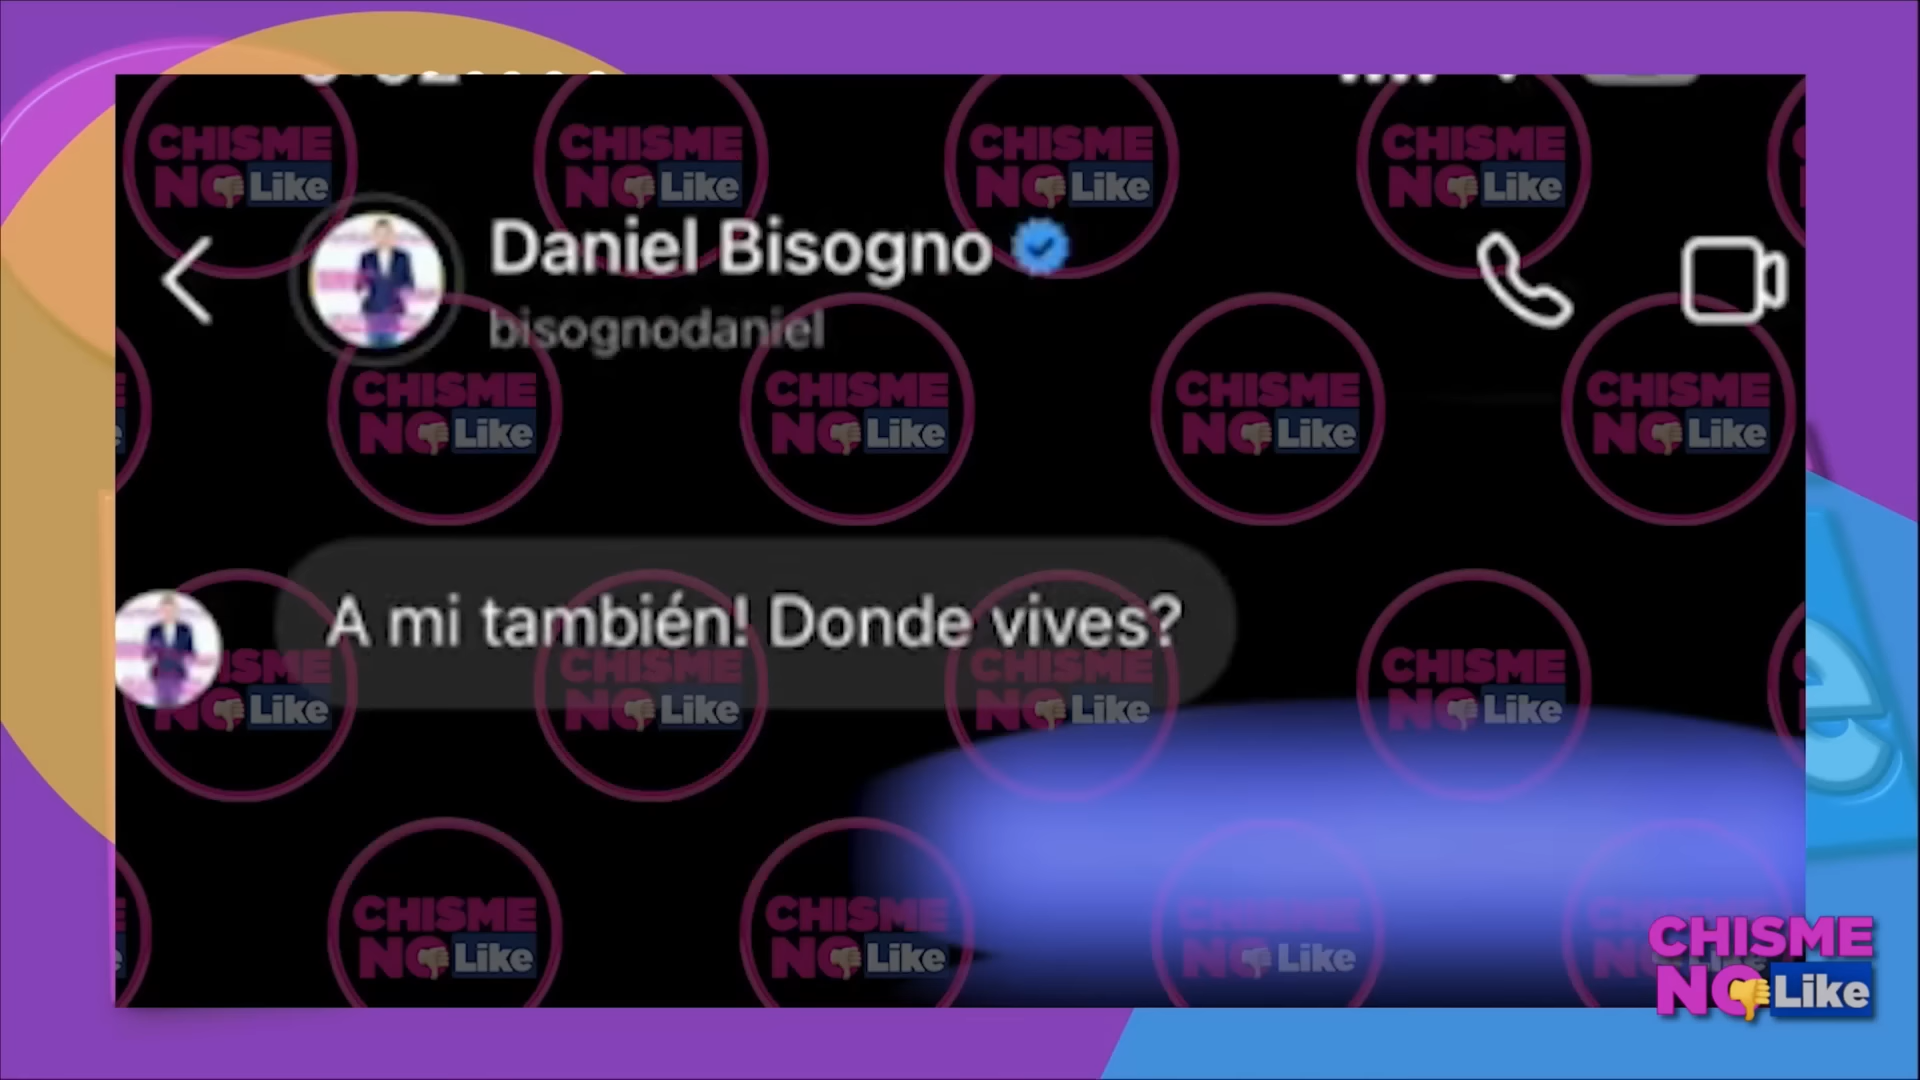 Daniel Bisogno
bisognodaniel
A mi también! Donde vives?
CHISME
NO Like